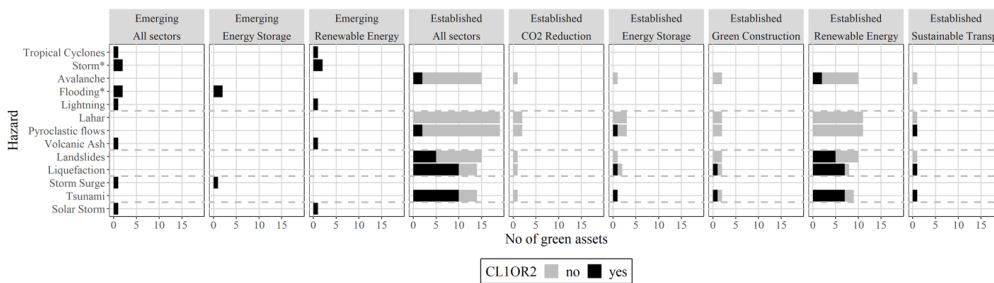 Emerging Emerging Emerging Established Established Established Established Established Established
All sectors Energy Storage Renewable Energy All sectors CO2 Reduction Energy Storage Green Construction Renewable Energy Sustainable Transp
Hazard
Tropical Cyclones
Storm*
Avalanche
Flooding*
Lightning
Lahar
Pyroclastic flows
Volcanic Ash
Landslides
Liquefaction
Storm Surge
Tsunami
Solar Storm
0 5 10 15 0 5 10 15 0 5 10 15 0 5 10 15 0 5 10 15 0 5 10 15 0 5 10 15 0 5 10 15 0 5 10 15
No of green assets
CL1OR2 no yes